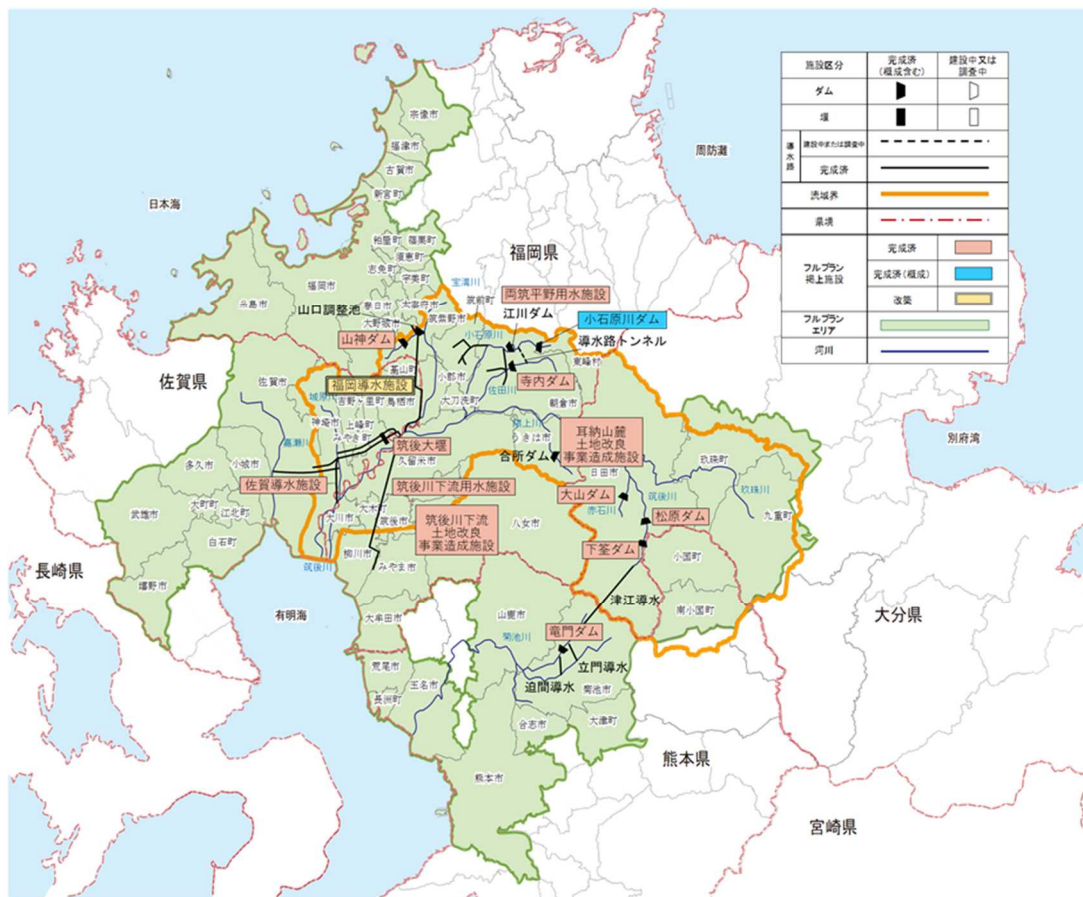 施設区分
完成済
(概成含む)
建設中又は
調査中
ダム
堰
導水路
建設中または調査中
完成済
流域界
県境
フルプラン
掲上施設
完成済
完成済(概成)
改築
フルプラン
エリア
河川
宗像市
福津市
古賀市
新宮町
周防灘
日本海
粕屋町
篠栗町
須恵町
志免町
宇美町
福岡県
福岡市
糸島市
春日市
太宰府市
大野城市
筑紫野市
宝満川
筑前町
山口調整池
山神ダム
両筑平野用水施設
江川ダム
小石原川ダム
小石原川
導水路トンネル
東峰村
寺内ダム
佐田川
朝倉市
佐賀県
佐賀市
基山町
福岡導水施設
吉野ヶ里町
鳥栖市
小郡市
大刀洗町
城原川
神埼市
上峰町
みやき町
嘉瀬川
筑後大堰
久留米市
うきは市
合所ダム
耳納山麓
土地改良
事業造成施設
日田市
玖珠町
玖珠川
九重町
別府湾
多久市
小城市
佐賀導水施設
筑後川下流用水施設
大山ダム
赤石川
筑後川
松原ダム
武雄市
大町町
江北町
白石町
大川市
大木町
筑後市
筑後川下流
土地改良
事業造成施設
八女市
下筌ダム
小国町
長崎県
嬉野市
筑後川
柳川市
みやま市
津江導水
南小国町
有明海
大牟田市
山鹿市
菊池川
竜門ダム
大分県
荒尾市
玉名市
長洲町
立門導水
迫間導水
菊池市
合志市
大津町
熊本市
熊本県
宮崎県